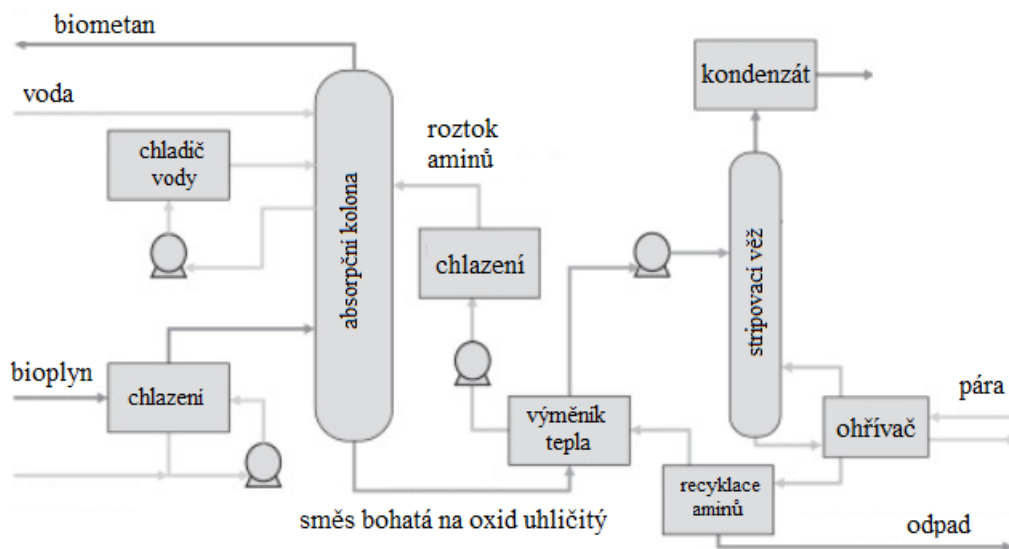 biometan
voda
chladič
vody
absorpční kolona
roztok
aminů
chlazení
kondenzát
stripovací věž
bioplyn
chlazení
výměník
tepla
ohřívač
pára
recyklace
aminů
směs bohatá na oxid uhličitý
odpad